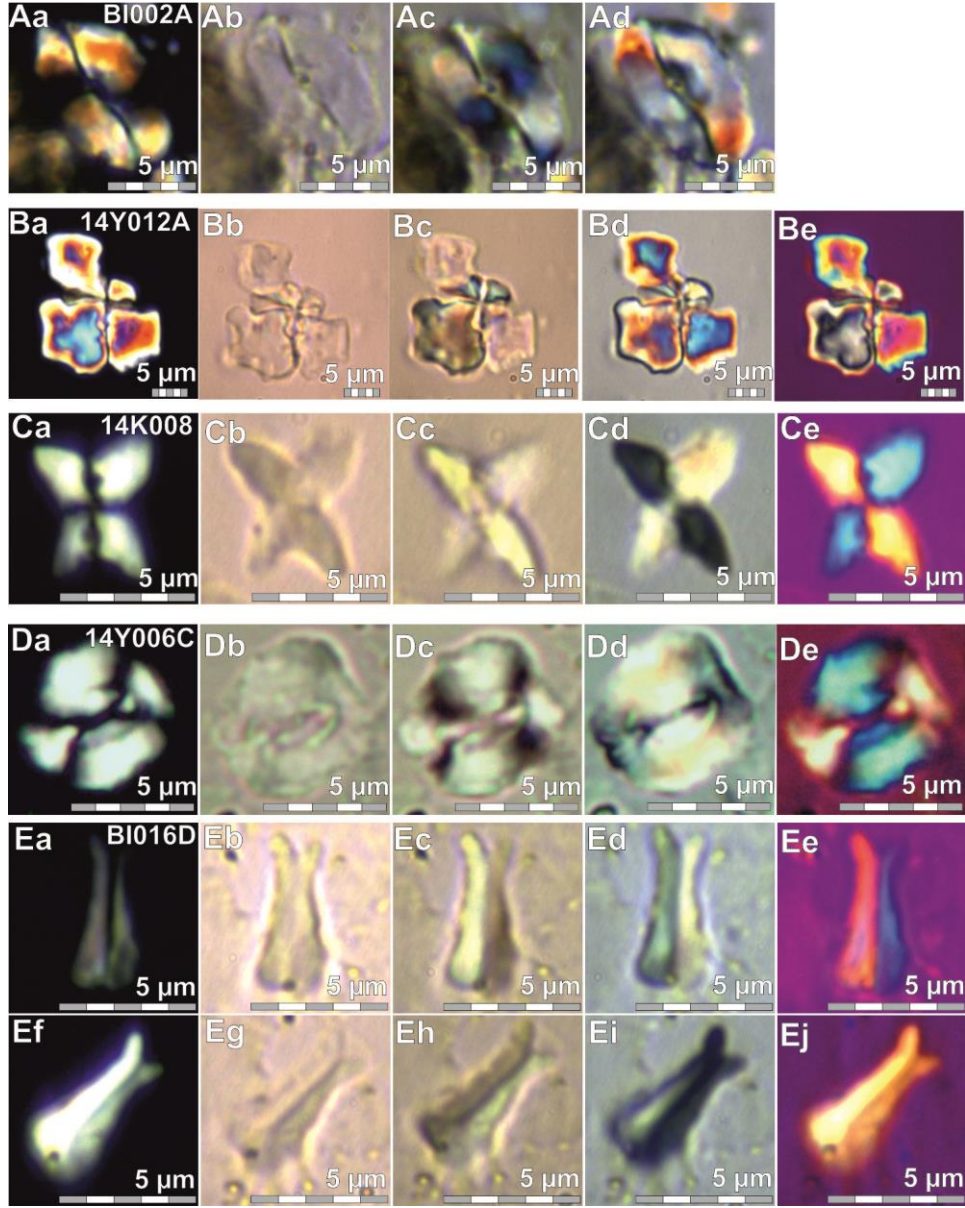 Aa BI002A Ab Ac Ad
5 µm 5 µm 5 µm 5 µm
Ba 14Y012A Bb Bc Bd Be
5 µm 5 µm 5 µm 5 µm 5 µm
Ca 14K008 Cb Cc Cd Ce
5 µm 5 µm 5 µm 5 µm 5 µm
Da 14Y006C Db Dc Dd De
5 µm 5 µm 5 µm 5 µm 5 µm
Ea BI016D Eb Ec Ed Ee
5 µm 5 µm 5 µm 5 µm 5 µm
Ef Eg Eh Ei Ej
5 µm 5 µm 5 µm 5 µm 5 µm